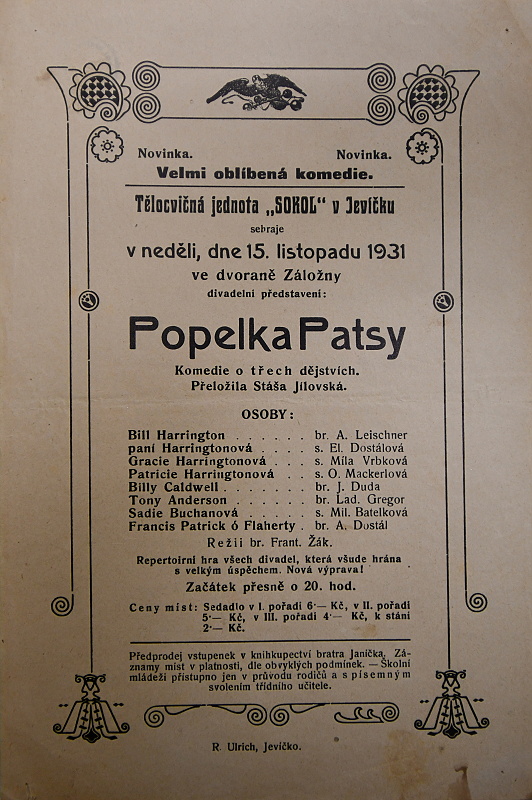 Novinka. Novinka.
Velmi oblíbená komedie.
Tělocvičná jednota „SOKOL" v Jevíčku
sehraje
v neděli, dne 15. listopadu 1931
ve dvoraně Záložny
divadelní představení:
Popelka Patsy
Komedie o třech dějstvích.
Přeložila Stáša Jílovská.
OSOBY:
Bill Harrington . . . . . . br. A. Leischner
paní Harringtonová . . . . s. El. Dostálová
Gracie Harringtonová . . . s. Míla Vrbková
Patricie Harringtonová . . s. O. Mackerlová
Billy Caldwell . . . . . . . br. J. Duda
Tony Anderson . . . . . . br. Lad. Gregor
Sadie Buchanová . . . . . s. Mil. Batelková
Francis Patrick ó Flaherty . br. A. Dostál
Režii br. Frant. Žák.
Repertoirní hra všech divadel, která všude hrána
s velkým úspěchem. Nová výprava!
Začátek přesně o 20. hod.
Ceny míst: Sedadlo v I. pořadí 6·— Kč, v II. pořadí
5·— Kč, v III. pořadí 4·— Kč, k stání
2·— Kč.
Předprodej vstupenek v knihkupectví bratra Janíčka. Zá-
znamy míst v platnosti, dle obvyklých podmínek. — Školní
mládeži přístupno jen v průvodu rodičů a s písemným
svolením třídního učitele.
R. Ulrich, Jevíčko.